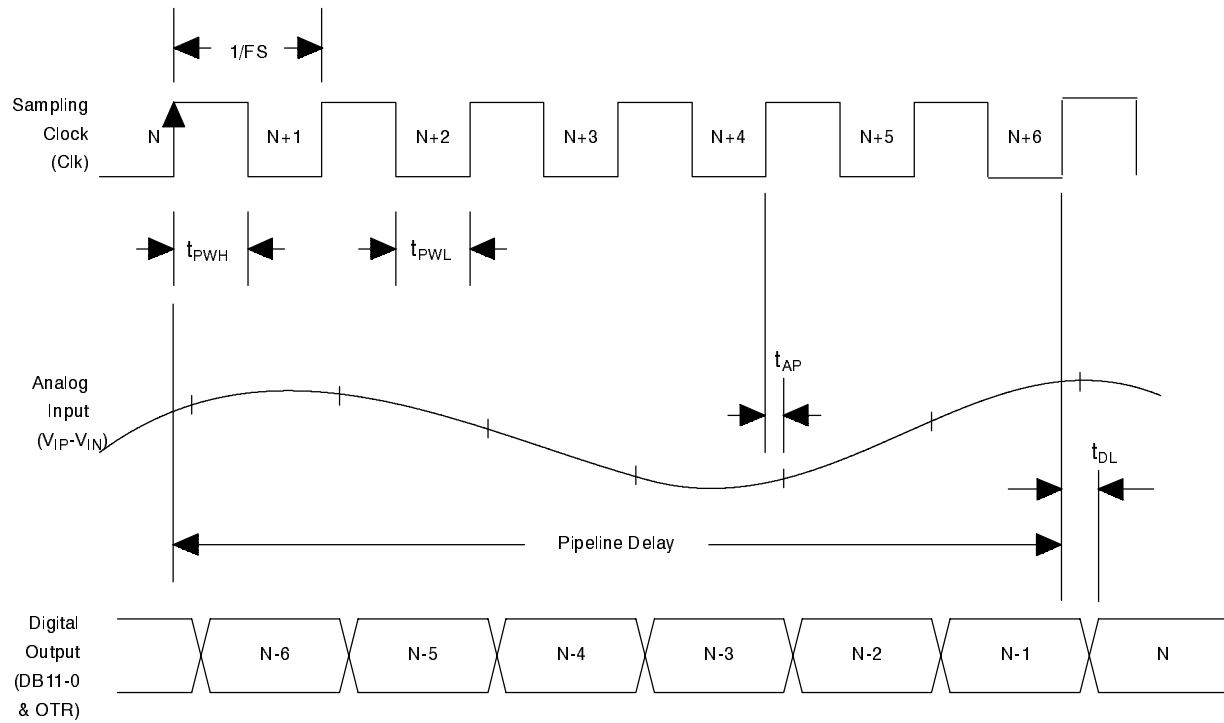 1/FS
Sampling
Clock
(Clk)
N
N+1
N+2
N+3
N+4
N+5
N+6
tPWH
tPWL
Analog
Input
(VIP-VIN)
tAP
tDL
Pipeline Delay
Digital
Output
(DB11-0
& OTR)
N-6
N-5
N-4
N-3
N-2
N-1
N